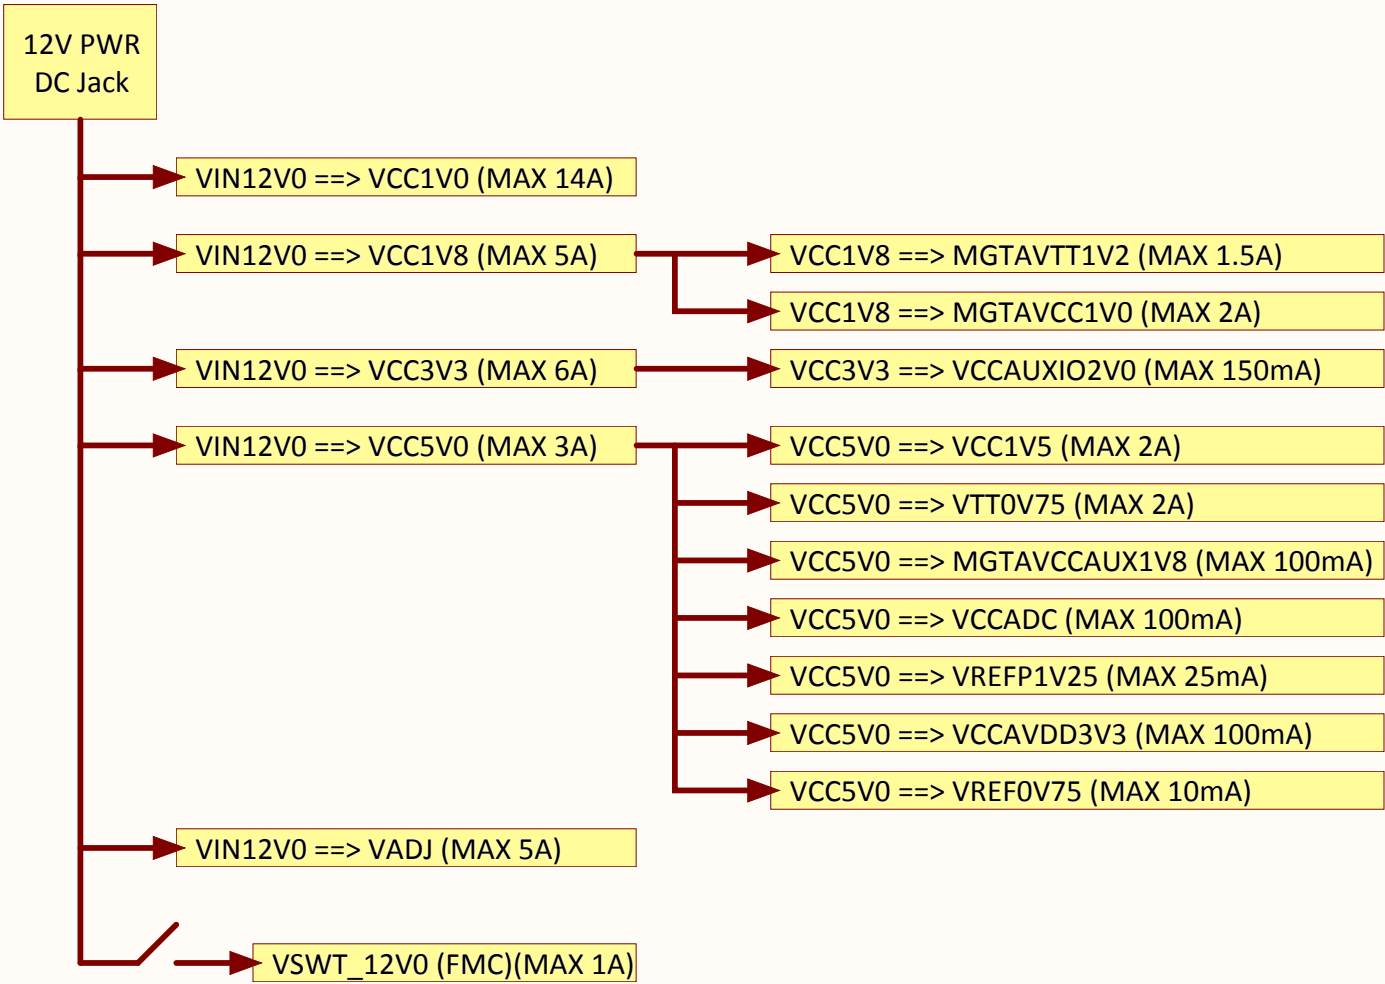 12V PWR
DC Jack
VIN12V0 ==> VCC1V0 (MAX 14A)
VIN12V0 ==> VCC1V8 (MAX 5A)
VCC1V8 ==> MGTAVTT1V2 (MAX 1.5A)
VCC1V8 ==> MGTAVCC1V0 (MAX 2A)
VIN12V0 ==> VCC3V3 (MAX 6A)
VCC3V3 ==> VCCAUXIO2V0 (MAX 150mA)
VIN12V0 ==> VCC5V0 (MAX 3A)
VCC5V0 ==> VCC1V5 (MAX 2A)
VCC5V0 ==> VTT0V75 (MAX 2A)
VCC5V0 ==> MGTAVCCAUX1V8 (MAX 100mA)
VCC5V0 ==> VCCADC (MAX 100mA)
VCC5V0 ==> VREFP1V25 (MAX 25mA)
VCC5V0 ==> VCCAVDD3V3 (MAX 100mA)
VCC5V0 ==> VREF0V75 (MAX 10mA)
VIN12V0 ==> VADJ (MAX 5A)
VSWT_12V0 (FMC)(MAX 1A)